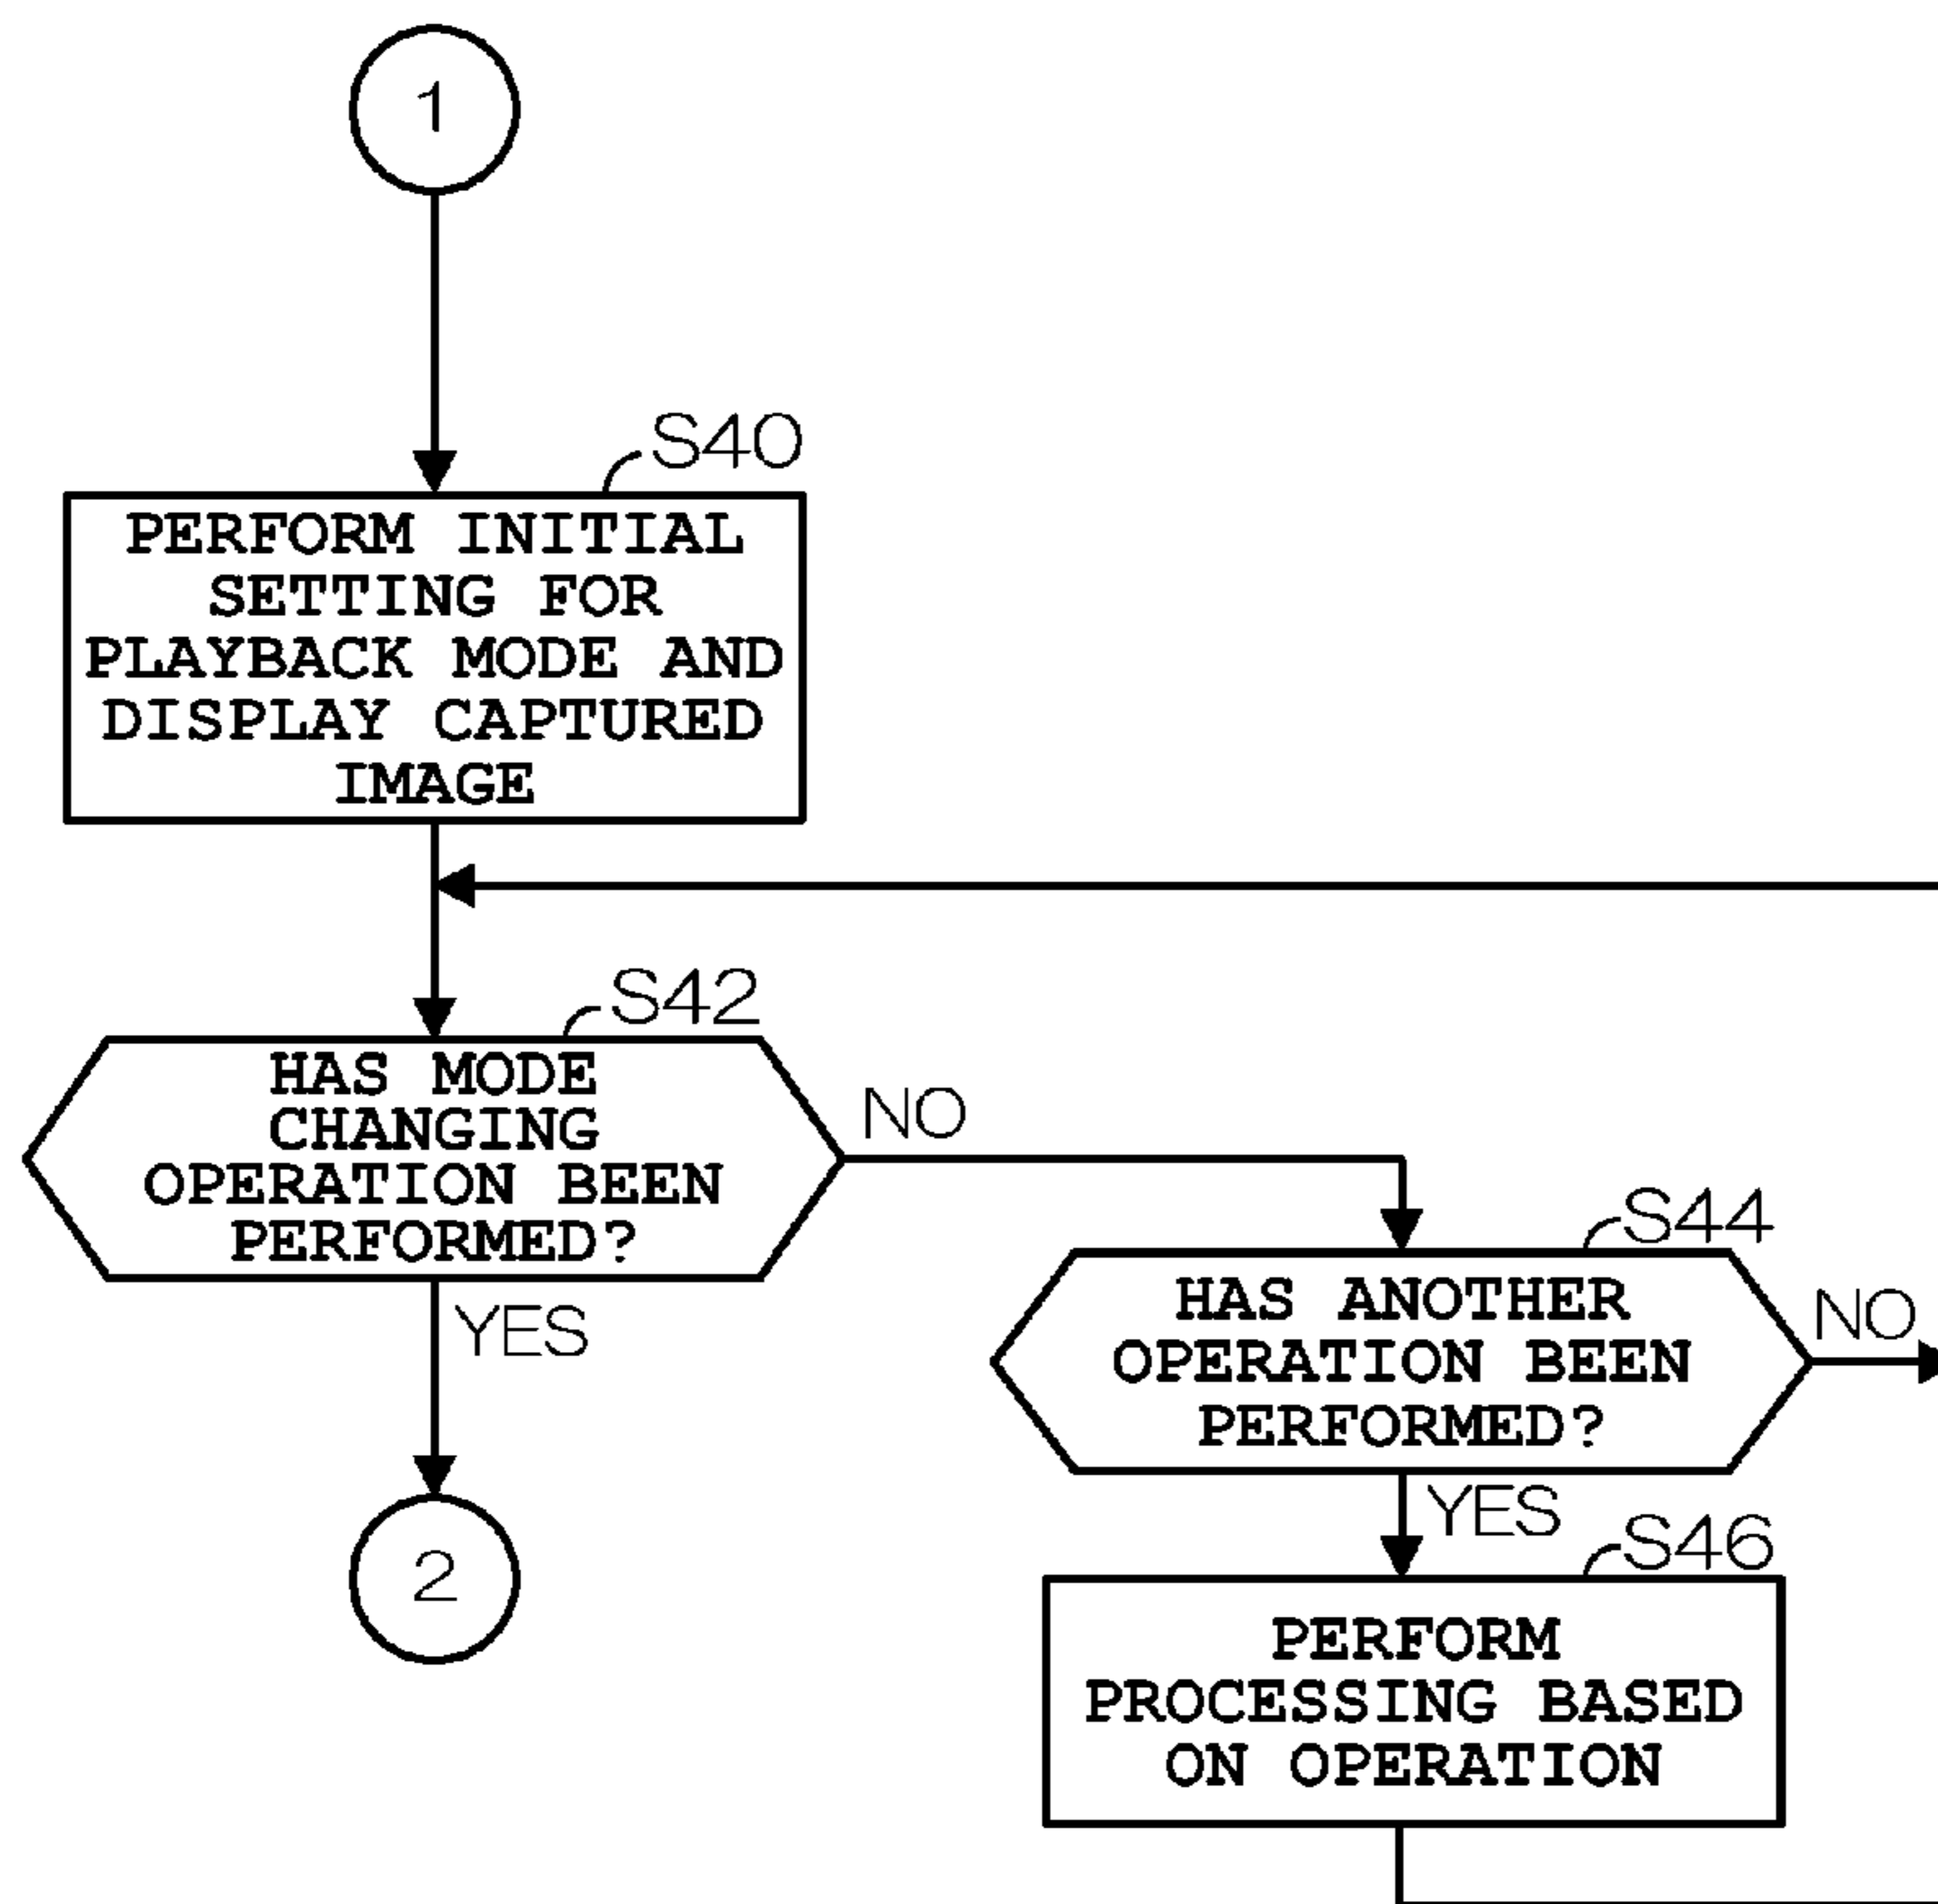 1
S40
PERFORM INITIAL
SETTING FOR
PLAYBACK MODE AND
DISPLAY CAPTURED
IMAGE
S42
HAS MODE
CHANGING
OPERATION BEEN
PERFORMED?
NO
YES
2
S44
HAS ANOTHER
OPERATION BEEN
PERFORMED?
NO
YES
S46
PERFORM
PROCESSING BASED
ON OPERATION